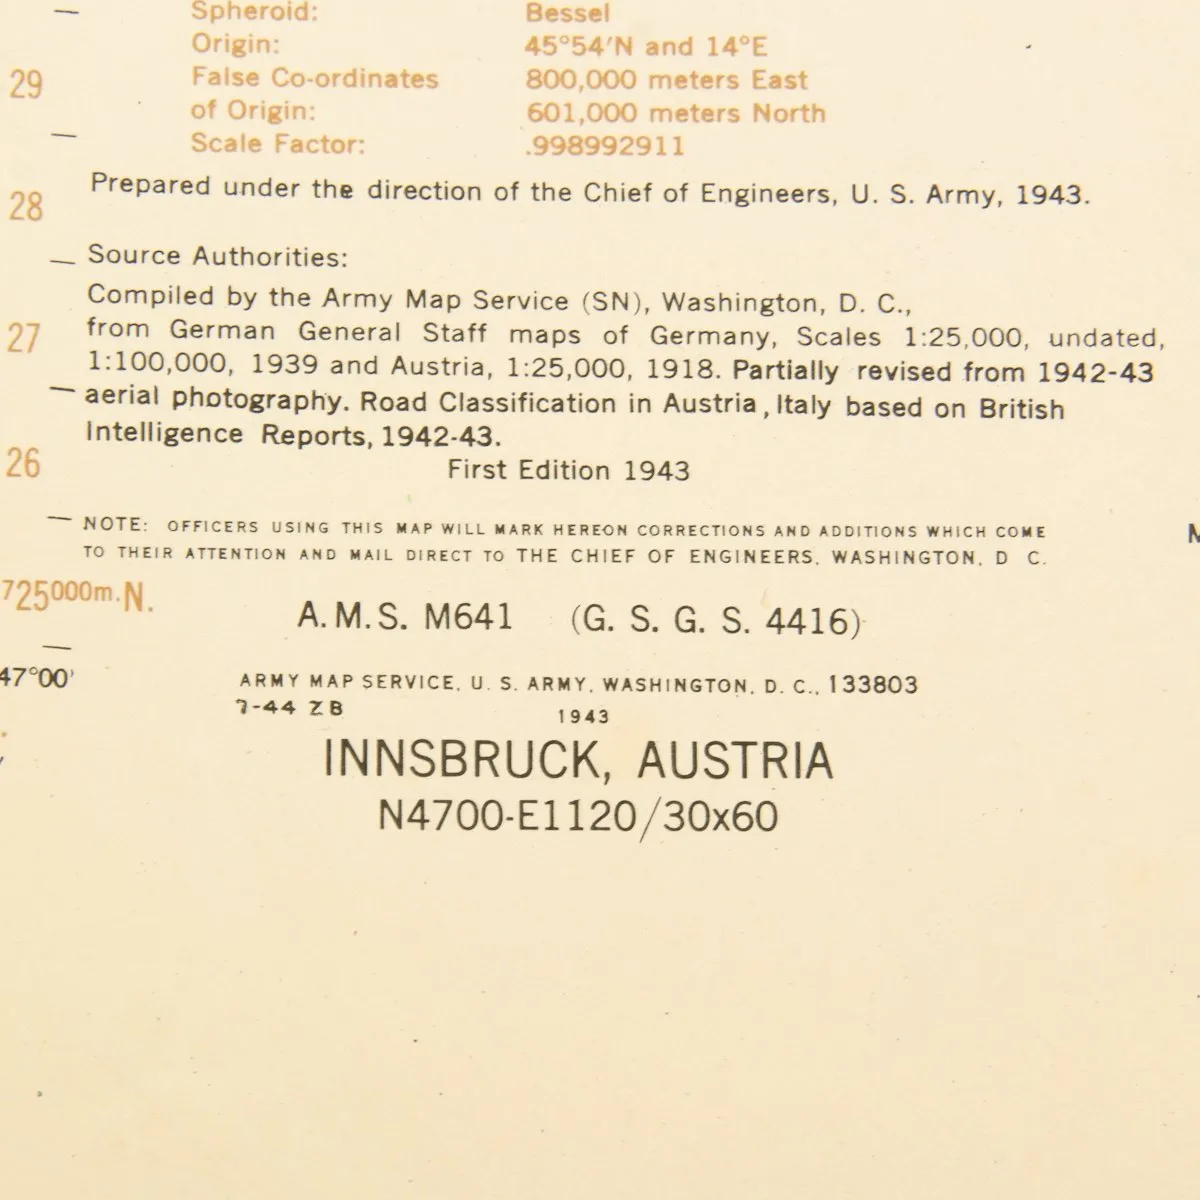 Spheroid: Bessel
Origin: 45°54'N and 14°E
29
False Co-ordinates 800,000 meters East
of Origin: 601,000 meters North
Scale Factor: .998992911
Prepared under the direction of the Chief of Engineers, U. S. Army, 1943.
28
Source Authorities:
Compiled by the Army Map Service (SN), Washington, D. C.,
27
from German General Staff maps of Germany, Scales 1:25,000, undated,
1:100,000, 1939 and Austria, 1:25,000, 1918. Partially revised from 1942-43
aerial photography. Road Classification in Austria, Italy based on British
Intelligence Reports, 1942-43.
26
First Edition 1943
NOTE: OFFICERS USING THIS MAP WILL MARK HEREON CORRECTIONS AND ADDITIONS WHICH COME
TO THEIR ATTENTION AND MAIL DIRECT TO THE CHIEF OF ENGINEERS, WASHINGTON, D C.
725000m.N.
A.M.S. M641 (G. S. G. S. 4416)
47°00'
ARMY MAP SERVICE, U. S. ARMY, WASHINGTON, D. C., 133803
7-44 ZB
1943
INNSBRUCK, AUSTRIA
N4700-E1120/30x60